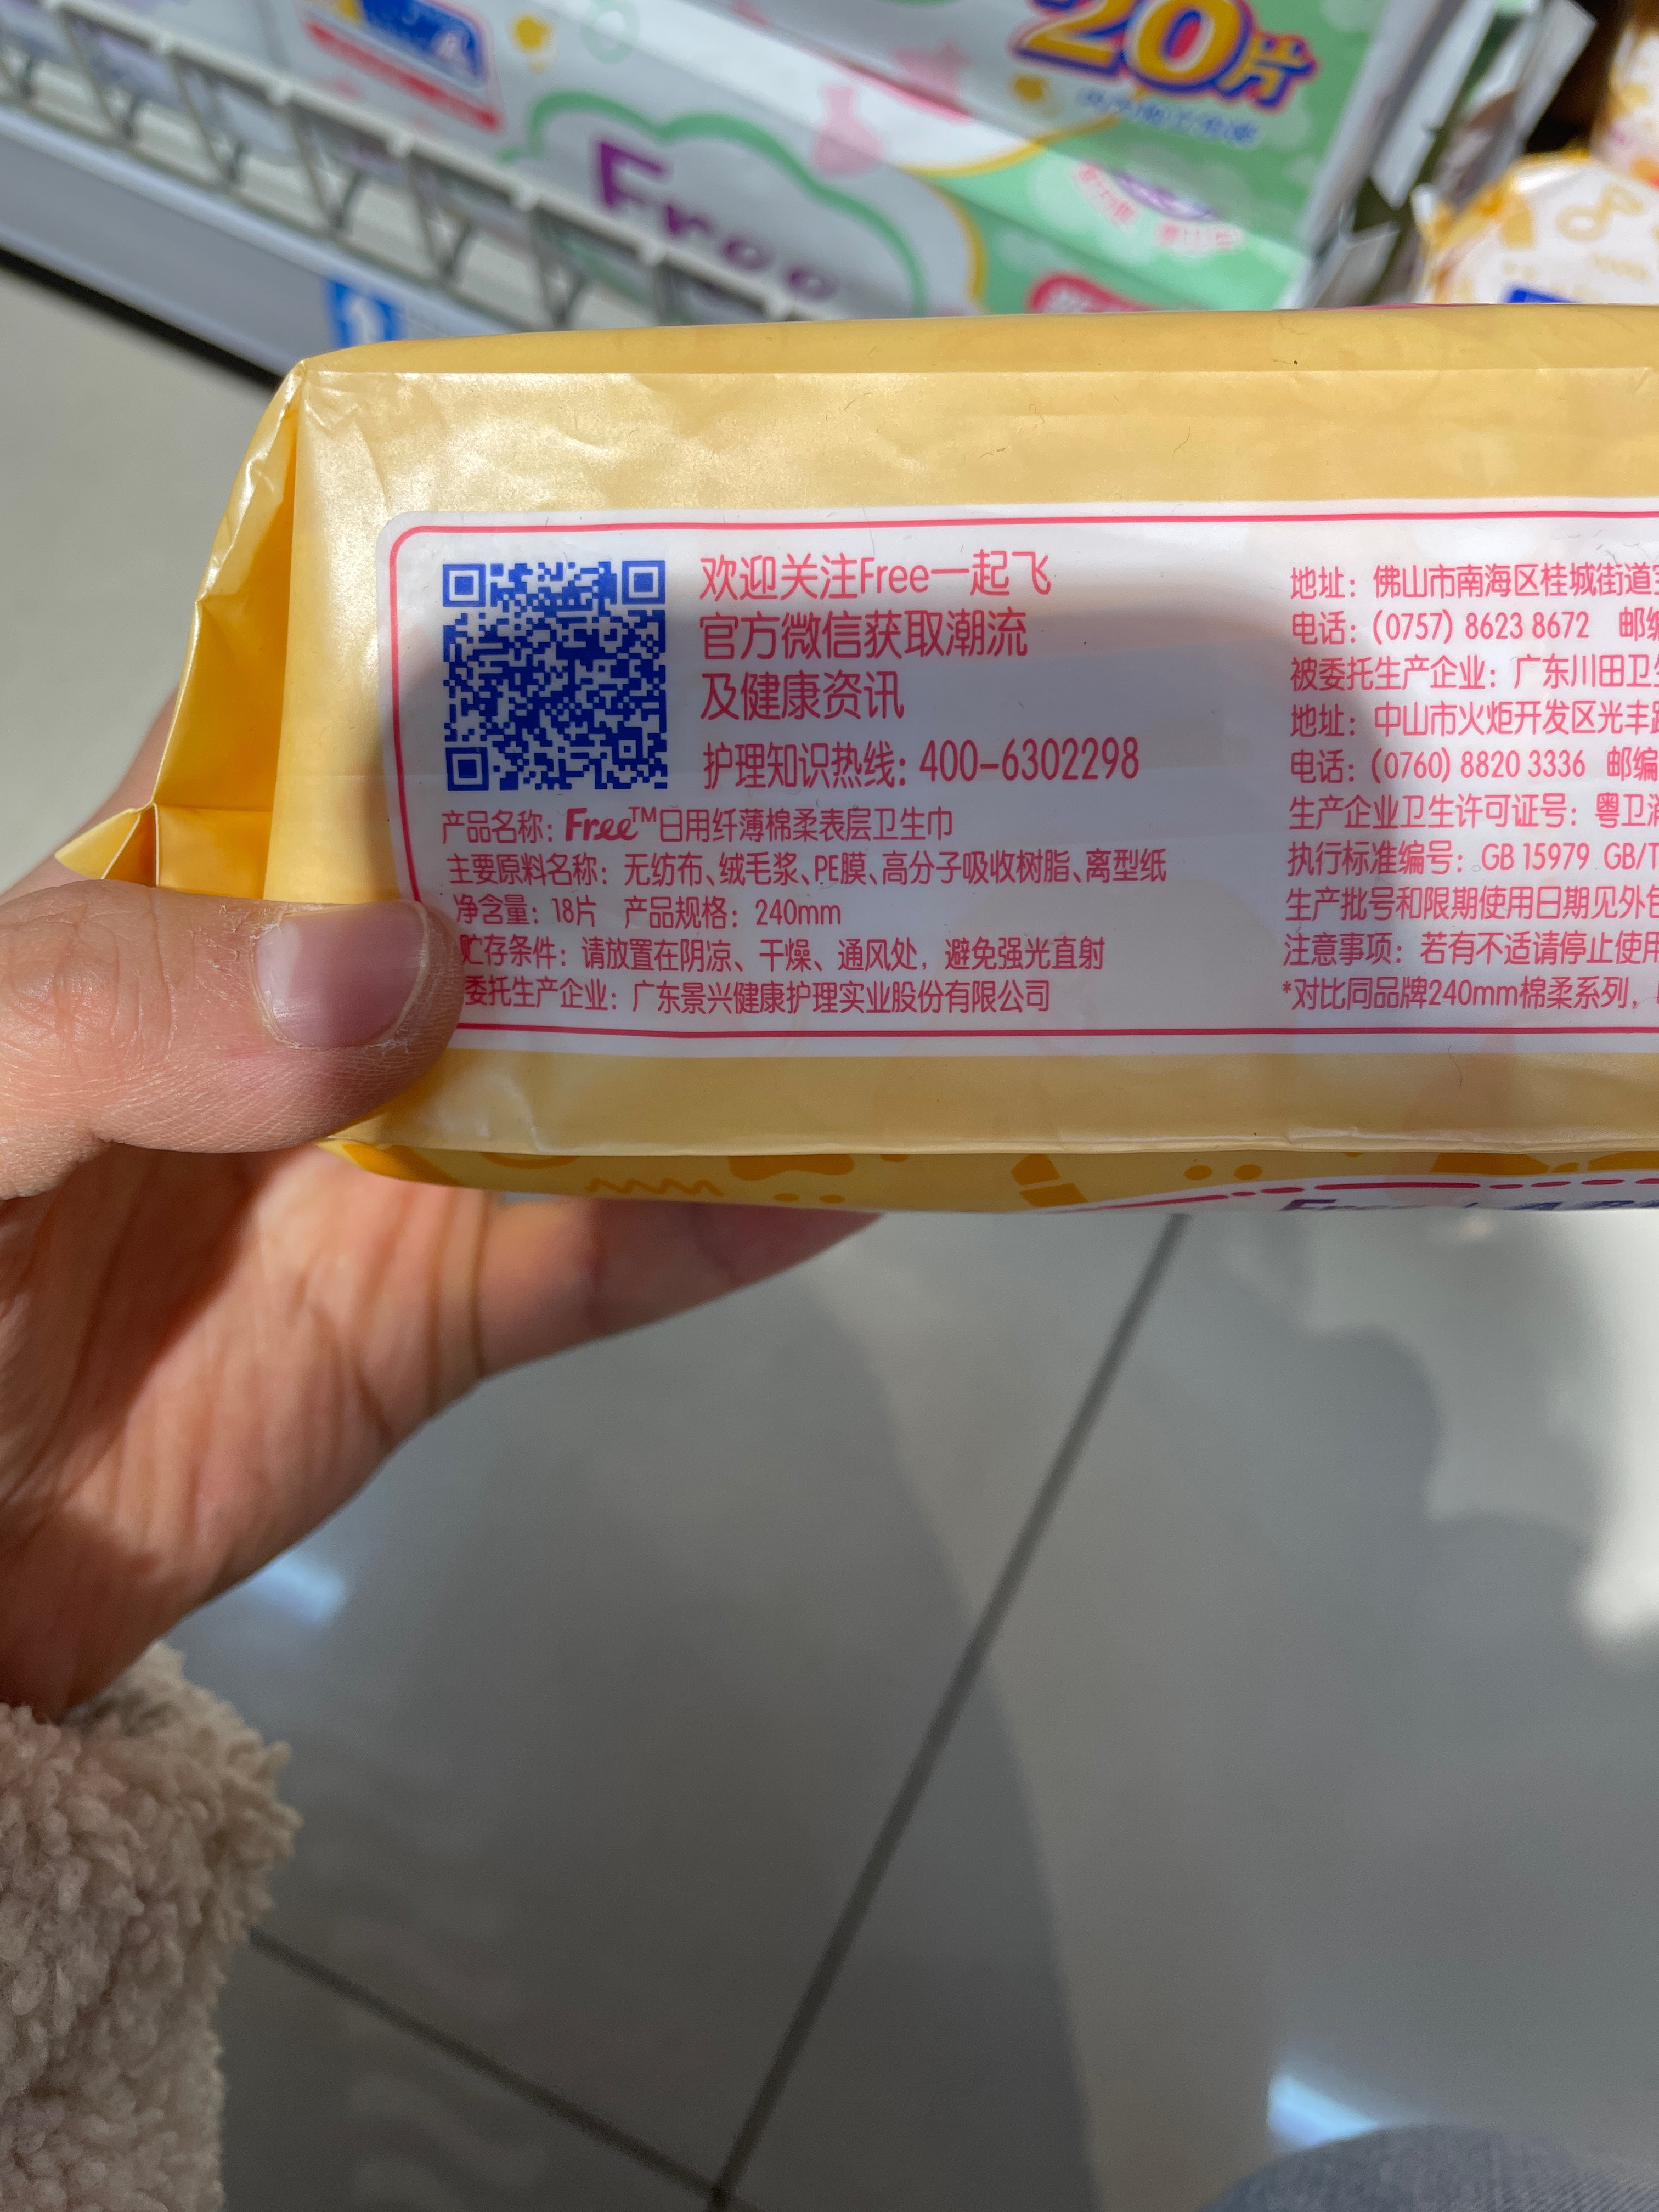 20片
Free
欢迎关注Free一起飞
官方微信获取潮流
及健康资讯
护理知识热线: 400-6302298
产品名称: Free™日用纤薄棉柔表层卫生巾
主要原料名称: 无纺布、绒毛浆、PE膜、高分子吸收树脂、离型纸
净含量: 18片 产品规格: 240mm
贮存条件: 请放置在阴凉、干燥、通风处, 避免强光直射
委托生产企业: 广东景兴健康护理实业股份有限公司
地址: 佛山市南海区桂城街道
电话: (0757) 8623 8672 邮编
被委托生产企业: 广东川田卫生
地址: 中山市火炬开发区光丰路
电话: (0760) 8820 3336 邮编
生产企业卫生许可证号: 粤卫消
执行标准编号: GB 15979 GB/T
生产批号和限期使用日期见外包
注意事项: 若有不适请停止使用
*对比同品牌240mm棉柔系列,